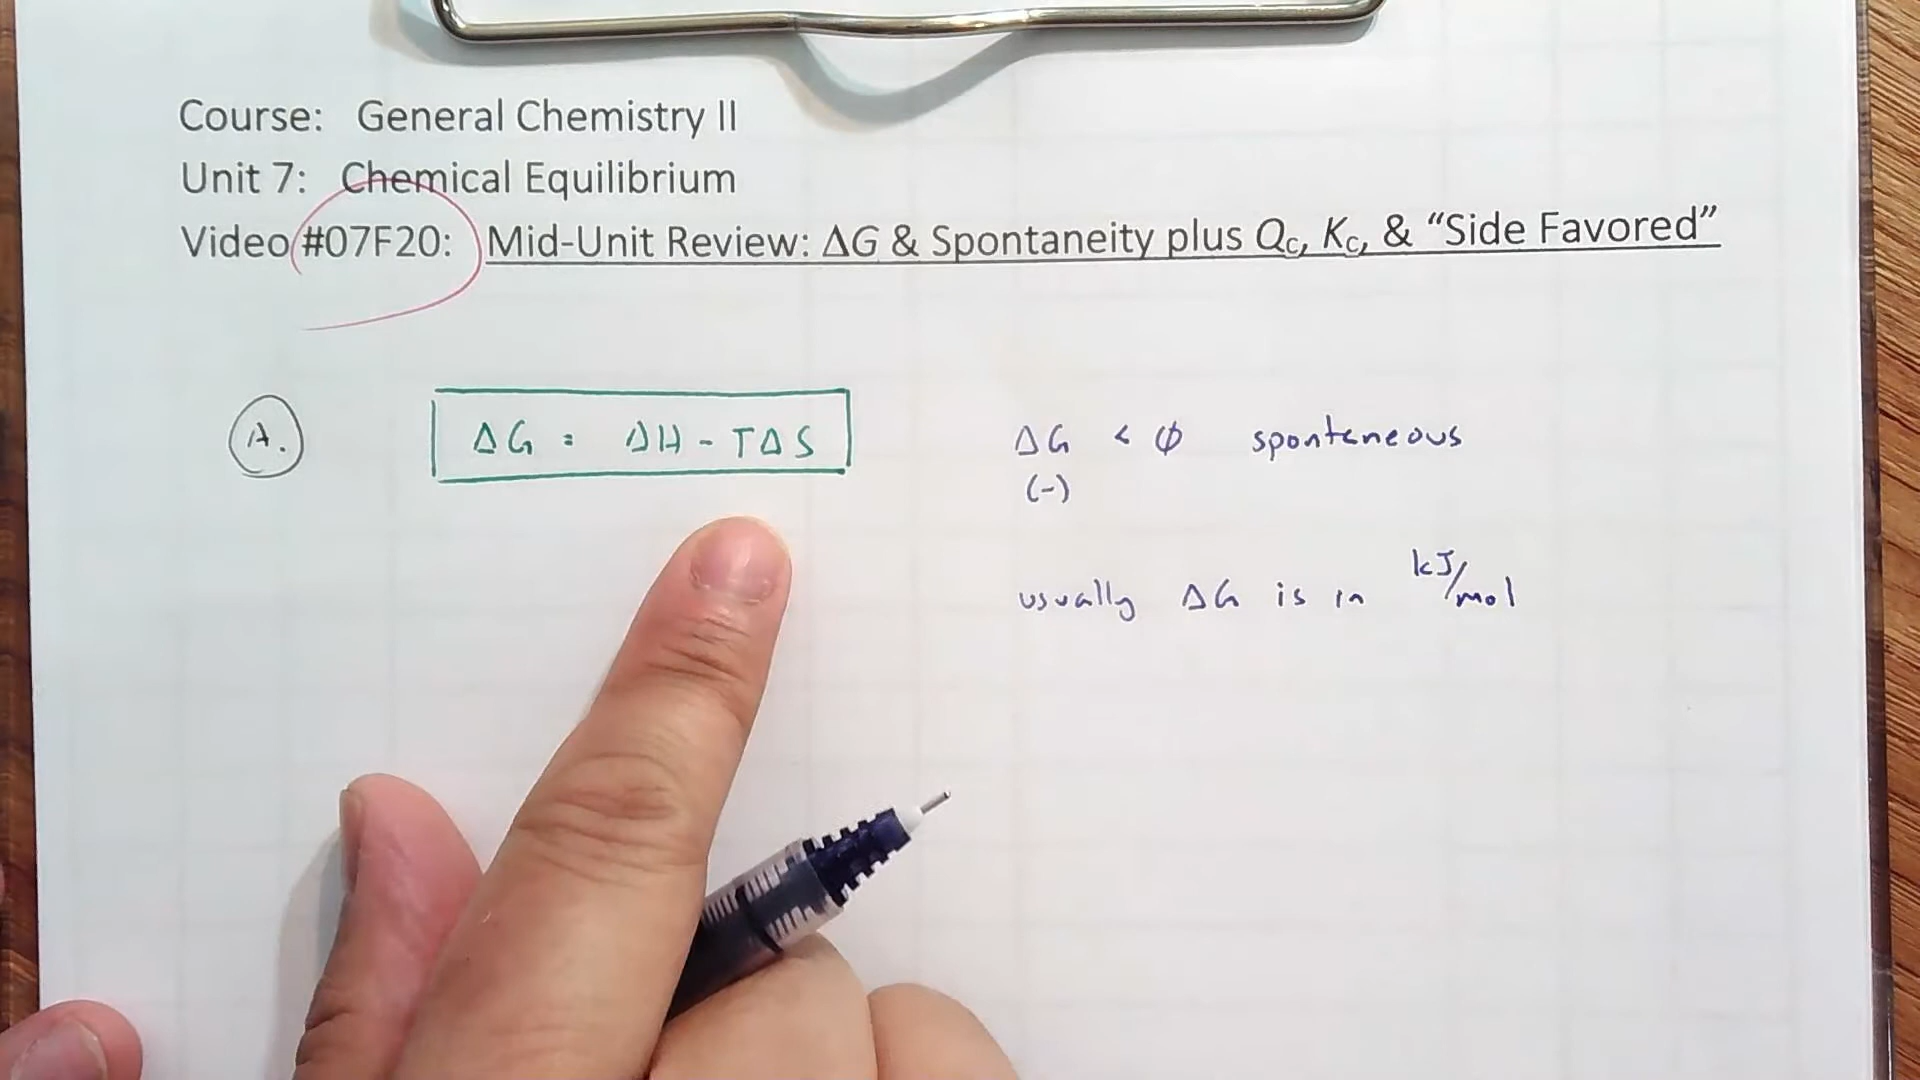 Course: General Chemistry II
Unit 7: Chemical Equilibrium
Video #07F20: Mid-Unit Review: ΔG & Spontaneity plus Qc, Kc, & “Side Favored”
A. ΔG = ΔH - TΔS ΔG < ϕ sponteneous
(-)
usually ΔG is in kJ/mol